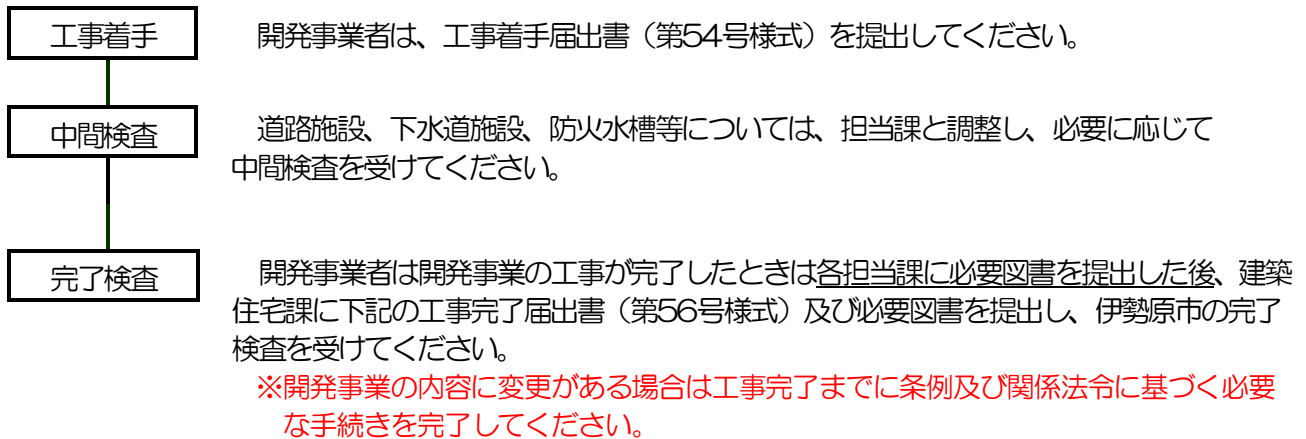 工事着手
開発事業者は、工事着手届出書（第54号様式）を提出してください。
中間検査
道路施設、下水道施設、防火水槽等については、担当課と調整し、必要に応じて
中間検査を受けてください。
完了検査
開発事業者は開発事業の工事が完了したときは各担当課に必要図書を提出した後、建築
住宅課に下記の工事完了届出書（第56号様式）及び必要図書を提出し、伊勢原市の完了
検査を受けてください。
※開発事業の内容に変更がある場合は工事完了までに条例及び関係法令に基づく必要
な手続きを完了してください。